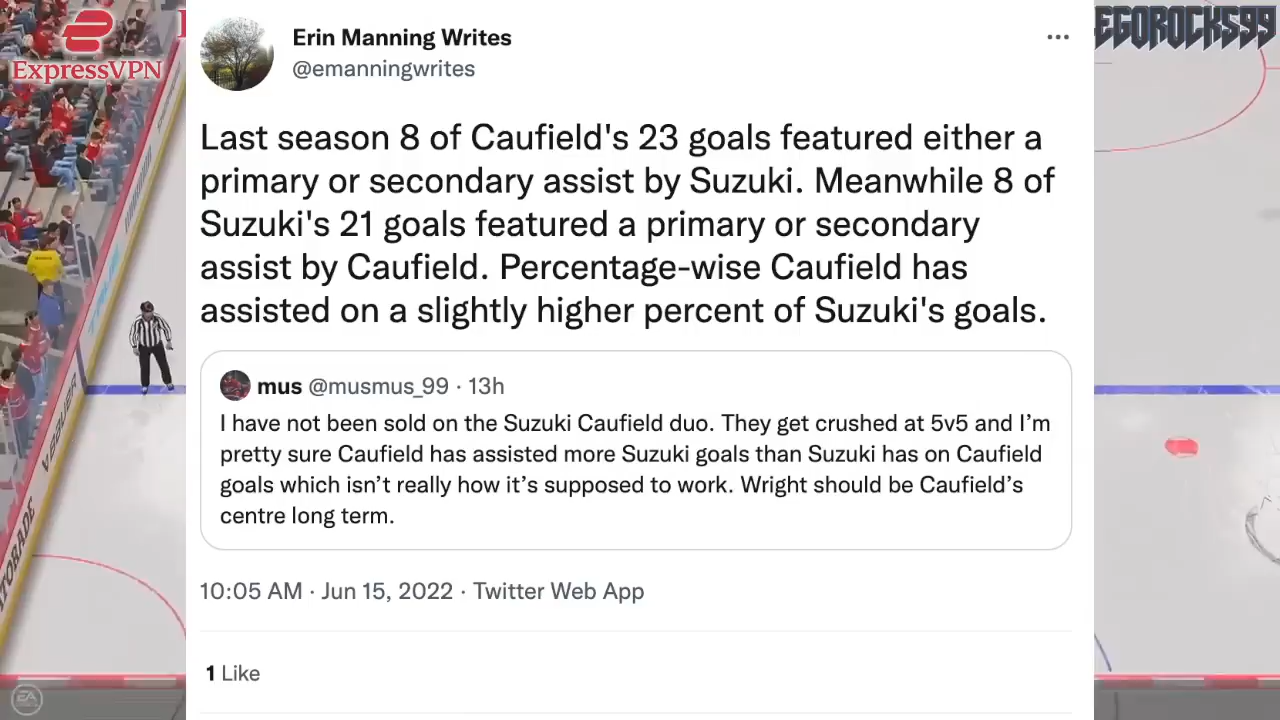 ExpressVPN
EGOROCKS99
Erin Manning Writes
@emanningwrites
Last season 8 of Caufield's 23 goals featured either a
primary or secondary assist by Suzuki. Meanwhile 8 of
Suzuki's 21 goals featured a primary or secondary
assist by Caufield. Percentage-wise Caufield has
assisted on a slightly higher percent of Suzuki's goals.
mus @musmus_99 · 13h
I have not been sold on the Suzuki Caufield duo. They get crushed at 5v5 and I’m
pretty sure Caufield has assisted more Suzuki goals than Suzuki has on Caufield
goals which isn’t really how it’s supposed to work. Wright should be Caufield’s
centre long term.
10:05 AM · Jun 15, 2022 · Twitter Web App
1 Like
BAUER
EA